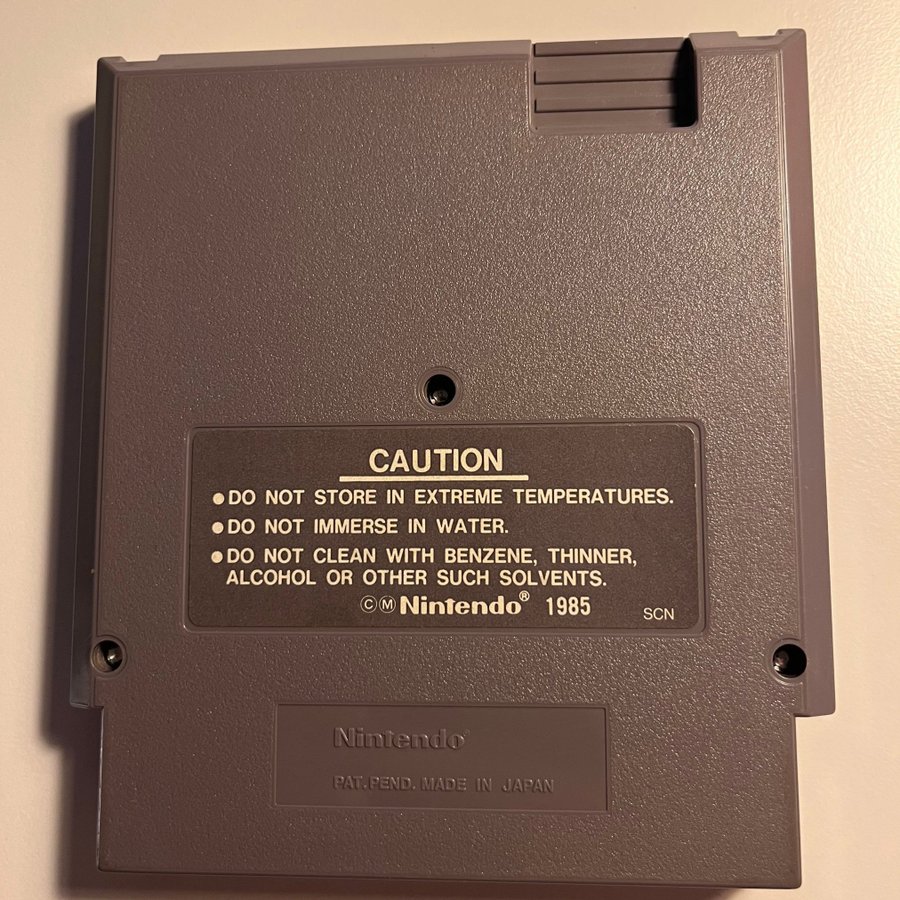 CAUTION
●DO NOT STORE IN EXTREME TEMPERATURES.
●DO NOT IMMERSE IN WATER.
●DO NOT CLEAN WITH BENZENE, THINNER,
ALCOHOL OR OTHER SUCH SOLVENTS.
ⒸⓂ Nintendo® 1985
SCN
Nintendo®
PAT.PEND. MADE IN JAPAN